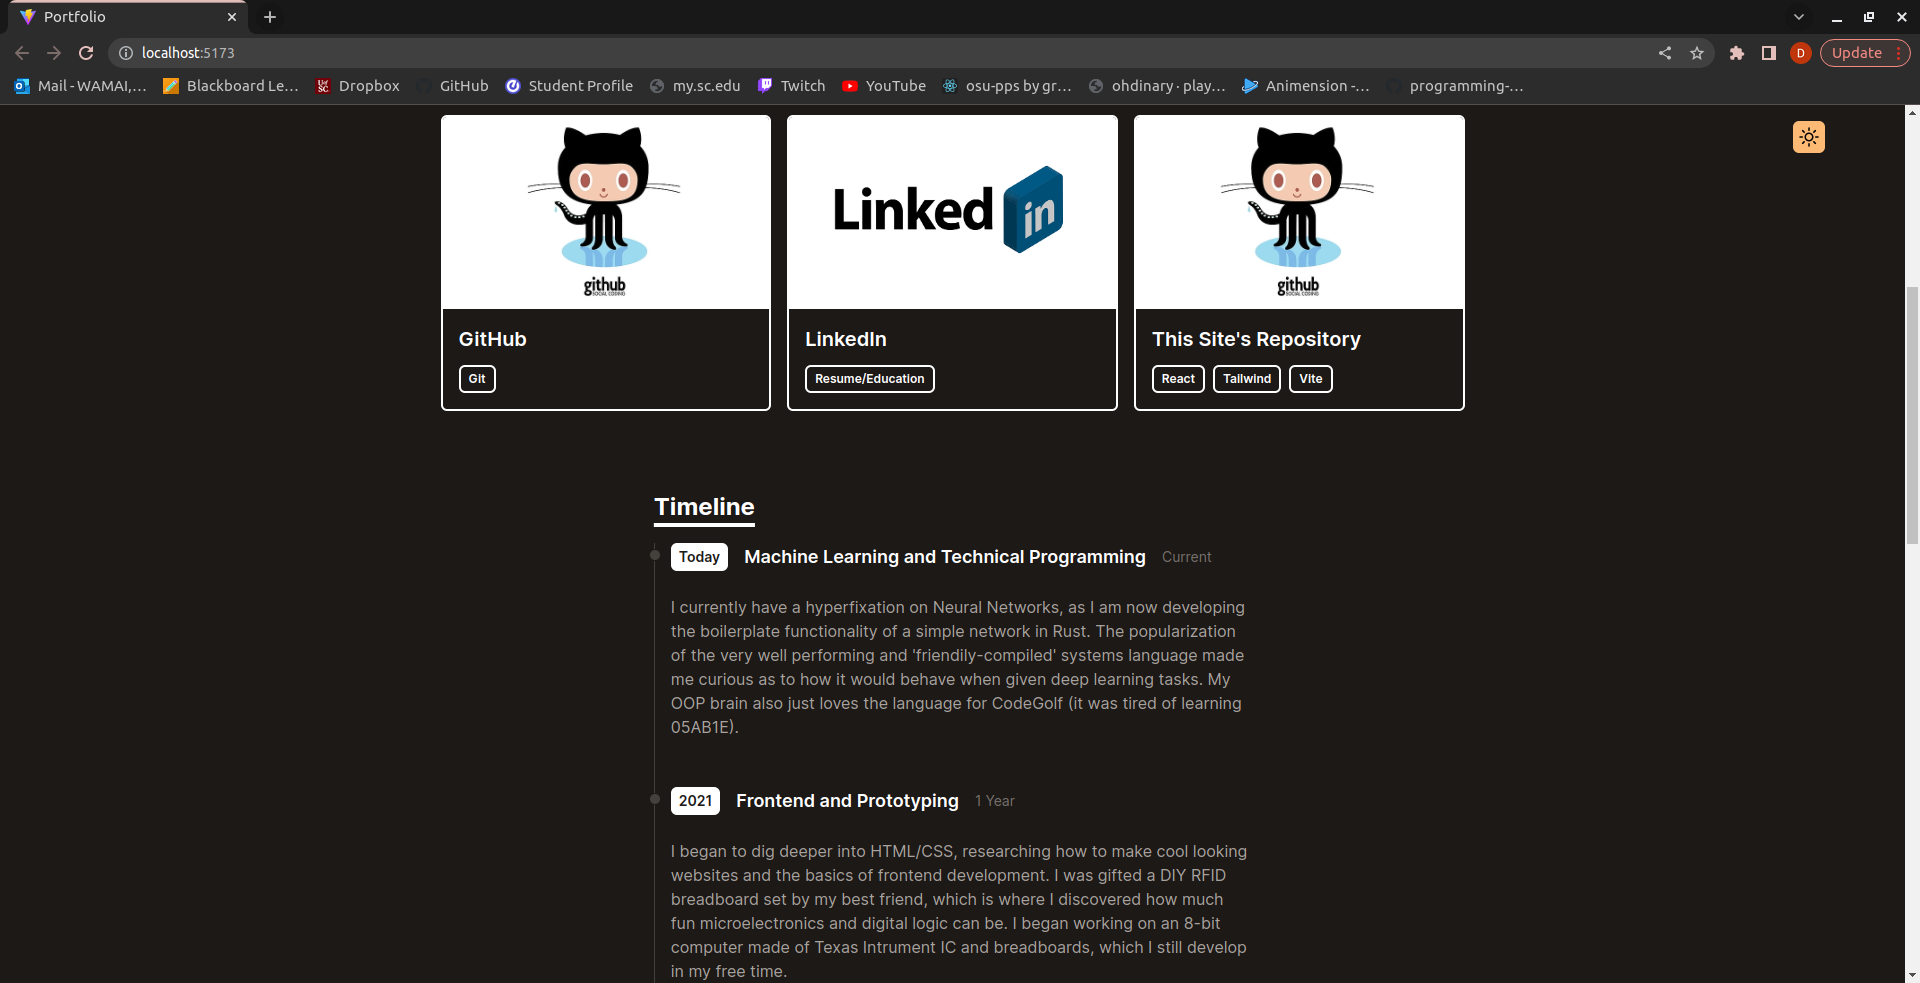 Portfolio
localhost:5173
Update
Mail - WAMAI,...
Blackboard Le...
Dropbox
GitHub
Student Profile
my.sc.edu
Twitch
YouTube
osu-pps by gr...
ohdinary · play...
Animension -...
programming-...
github
SOCIAL CODING
Linked in
github
SOCIAL CODING
GitHub
LinkedIn
This Site's Repository
Git
Resume/Education
React Tailwind Vite
Timeline
Today Machine Learning and Technical Programming Current
I currently have a hyperfixation on Neural Networks, as I am now developing
the boilerplate functionality of a simple network in Rust. The popularization
of the very well performing and 'friendily-compiled' systems language made
me curious as to how it would behave when given deep learning tasks. My
OOP brain also just loves the language for CodeGolf (it was tired of learning
05AB1E).
2021 Frontend and Prototyping 1 Year
I began to dig deeper into HTML/CSS, researching how to make cool looking
websites and the basics of frontend development. I was gifted a DIY RFID
breadboard set by my best friend, which is where I discovered how much
fun microelectronics and digital logic can be. I began working on an 8-bit
computer made of Texas Intrument IC and breadboards, which I still develop
in my free time.